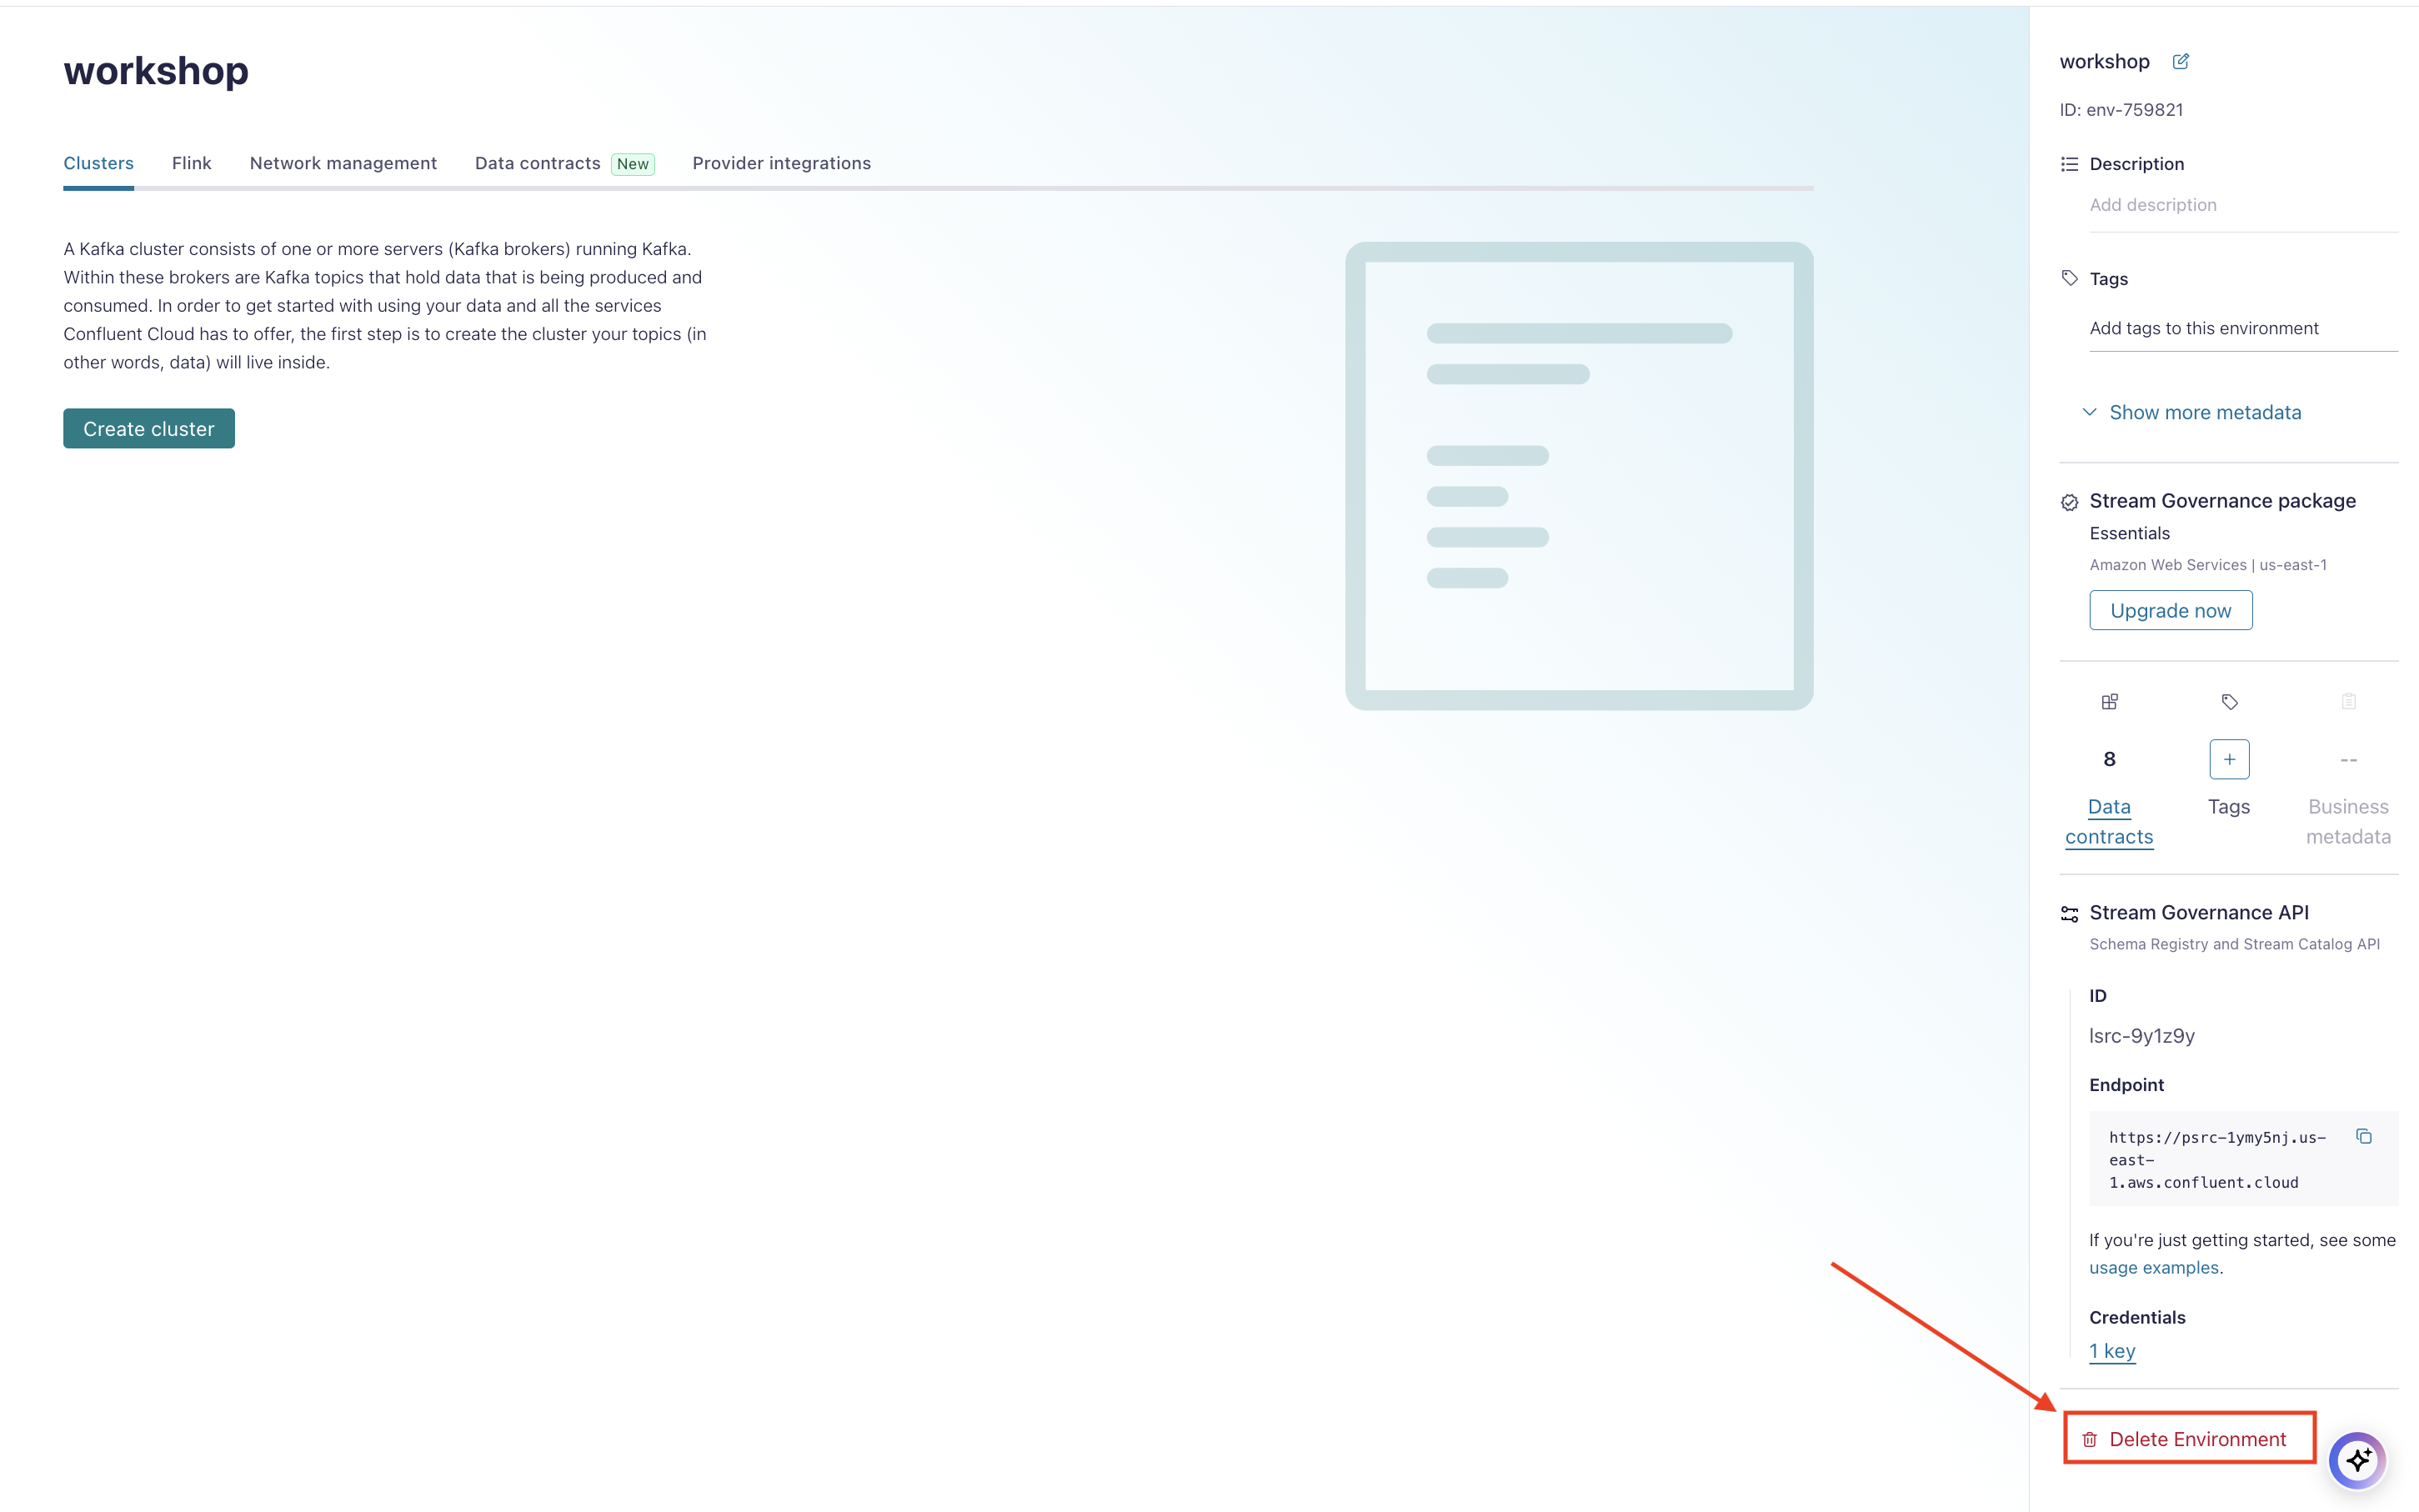 workshop
Clusters Flink Network management Data contracts New Provider integrations
A Kafka cluster consists of one or more servers (Kafka brokers) running Kafka.
Within these brokers are Kafka topics that hold data that is being produced and
consumed. In order to get started with using your data and all the services
Confluent Cloud has to offer, the first step is to create the cluster your topics (in
other words, data) will live inside.
Create cluster
workshop
ID: env-759821
Description
Add description
Tags
Add tags to this environment
Show more metadata
Stream Governance package
Essentials
Amazon Web Services | us-east-1
Upgrade now
8 + --
Data Tags Business
contracts metadata
Stream Governance API
Schema Registry and Stream Catalog API
ID
lsrc-9y1z9y
Endpoint
https://psrc-1ymy5nj.us-
east-
1.aws.confluent.cloud
If you're just getting started, see some
usage examples.
Credentials
1 key
Delete Environment